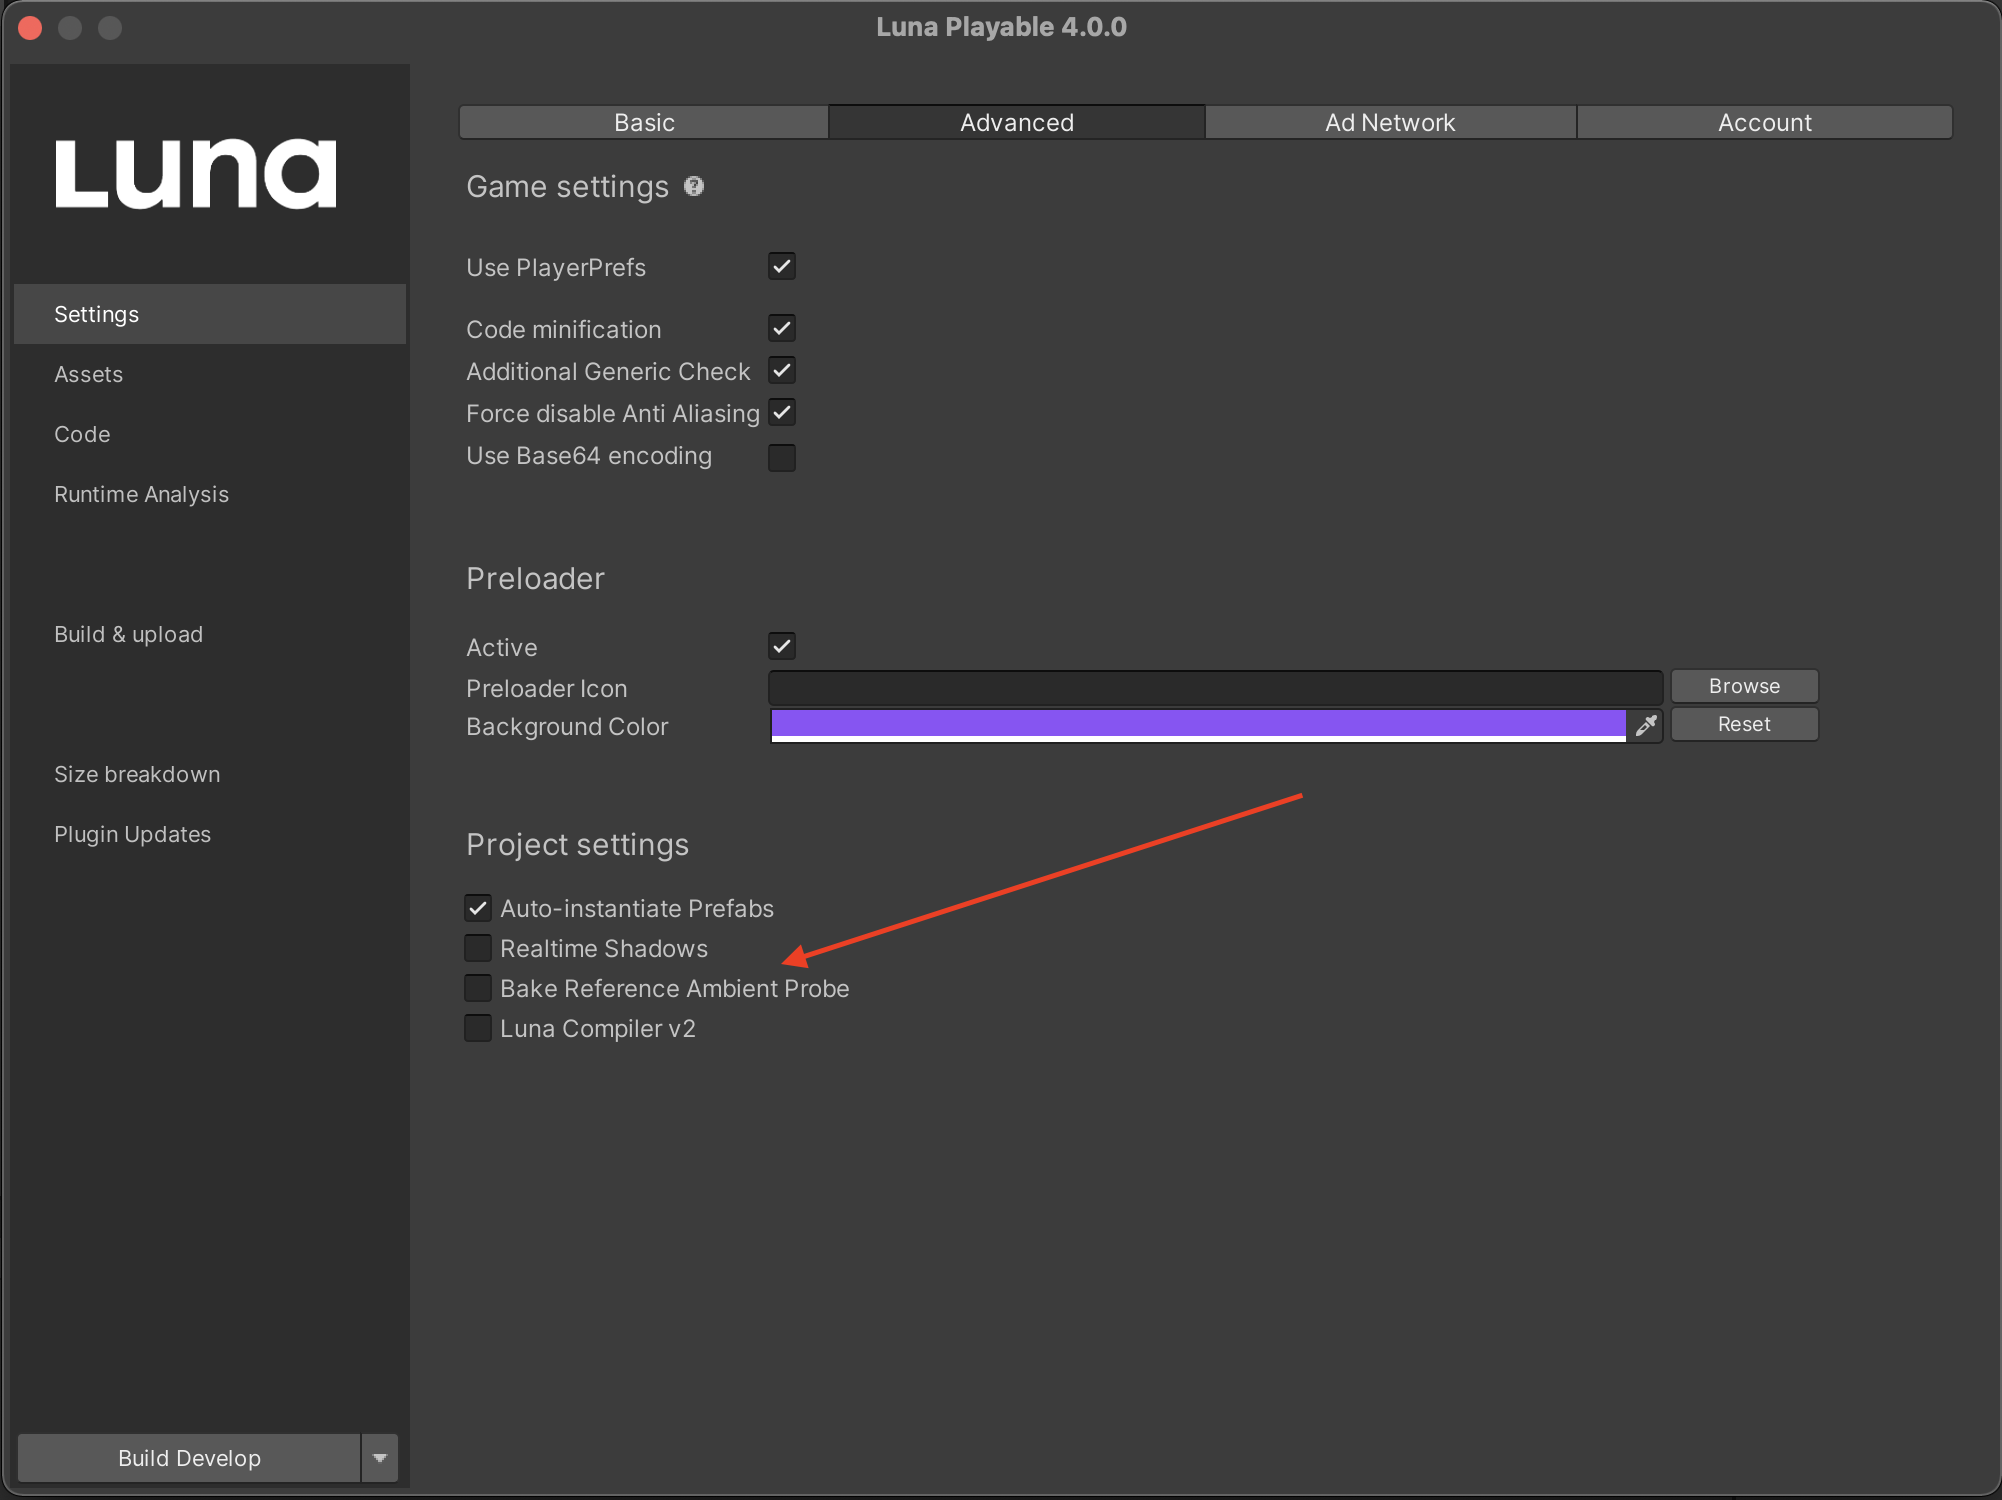 Luna Playable 4.0.0
Luna
Settings
Assets
Code
Runtime Analysis
Build & upload
Size breakdown
Plugin Updates
Build Develop
Basic
Advanced
Ad Network
Account
Game settings
Use PlayerPrefs
Code minification
Additional Generic Check
Force disable Anti Aliasing
Use Base64 encoding
Preloader
Active
Preloader Icon
Browse
Background Color
Reset
Project settings
Auto-instantiate Prefabs
Realtime Shadows
Bake Reference Ambient Probe
Luna Compiler v2